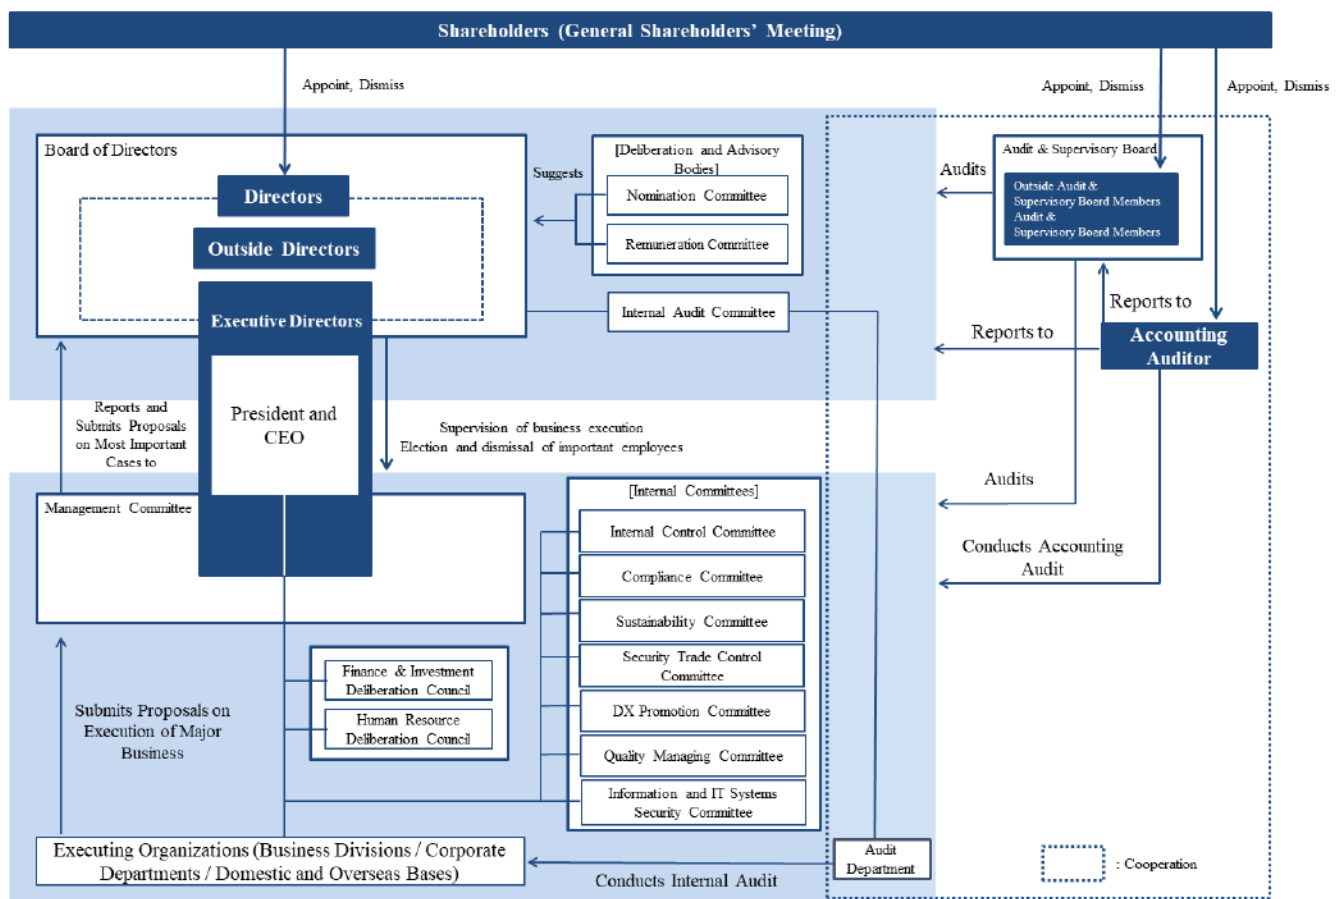 Shareholders (General Shareholders' Meeting)
Appoint, Dismiss
Appoint, Dismiss
Appoint, Dismiss
Board of Directors
Directors
Outside Directors
Executive Directors
President and
CEO
Suggests
[Deliberation and Advisory
Bodies]
Nomination Committee
Remuneration Committee
Internal Audit Committee
Audits
Audit & Supervisory Board
Outside Audit &
Supervisory Board Members
Audit &
Supervisory Board Members
Reports to
Reports to
Accounting
Auditor
Reports and
Submits Proposals
on Most Important
Cases to
Supervision of business execution
Election and dismissal of important employees
Management Committee
[Internal Committees]
Internal Control Committee
Compliance Committee
Sustainability Committee
Security Trade Control
Committee
DX Promotion Committee
Quality Managing Committee
Information and IT Systems
Security Committee
Audits
Conducts Accounting
Audit
Finance & Investment
Deliberation Council
Human Resource
Deliberation Council
Submits Proposals on
Execution of Major
Business
Executing Organizations (Business Divisions / Corporate
Departments / Domestic and Overseas Bases)
Conducts Internal Audit
Audit
Department
: Cooperation